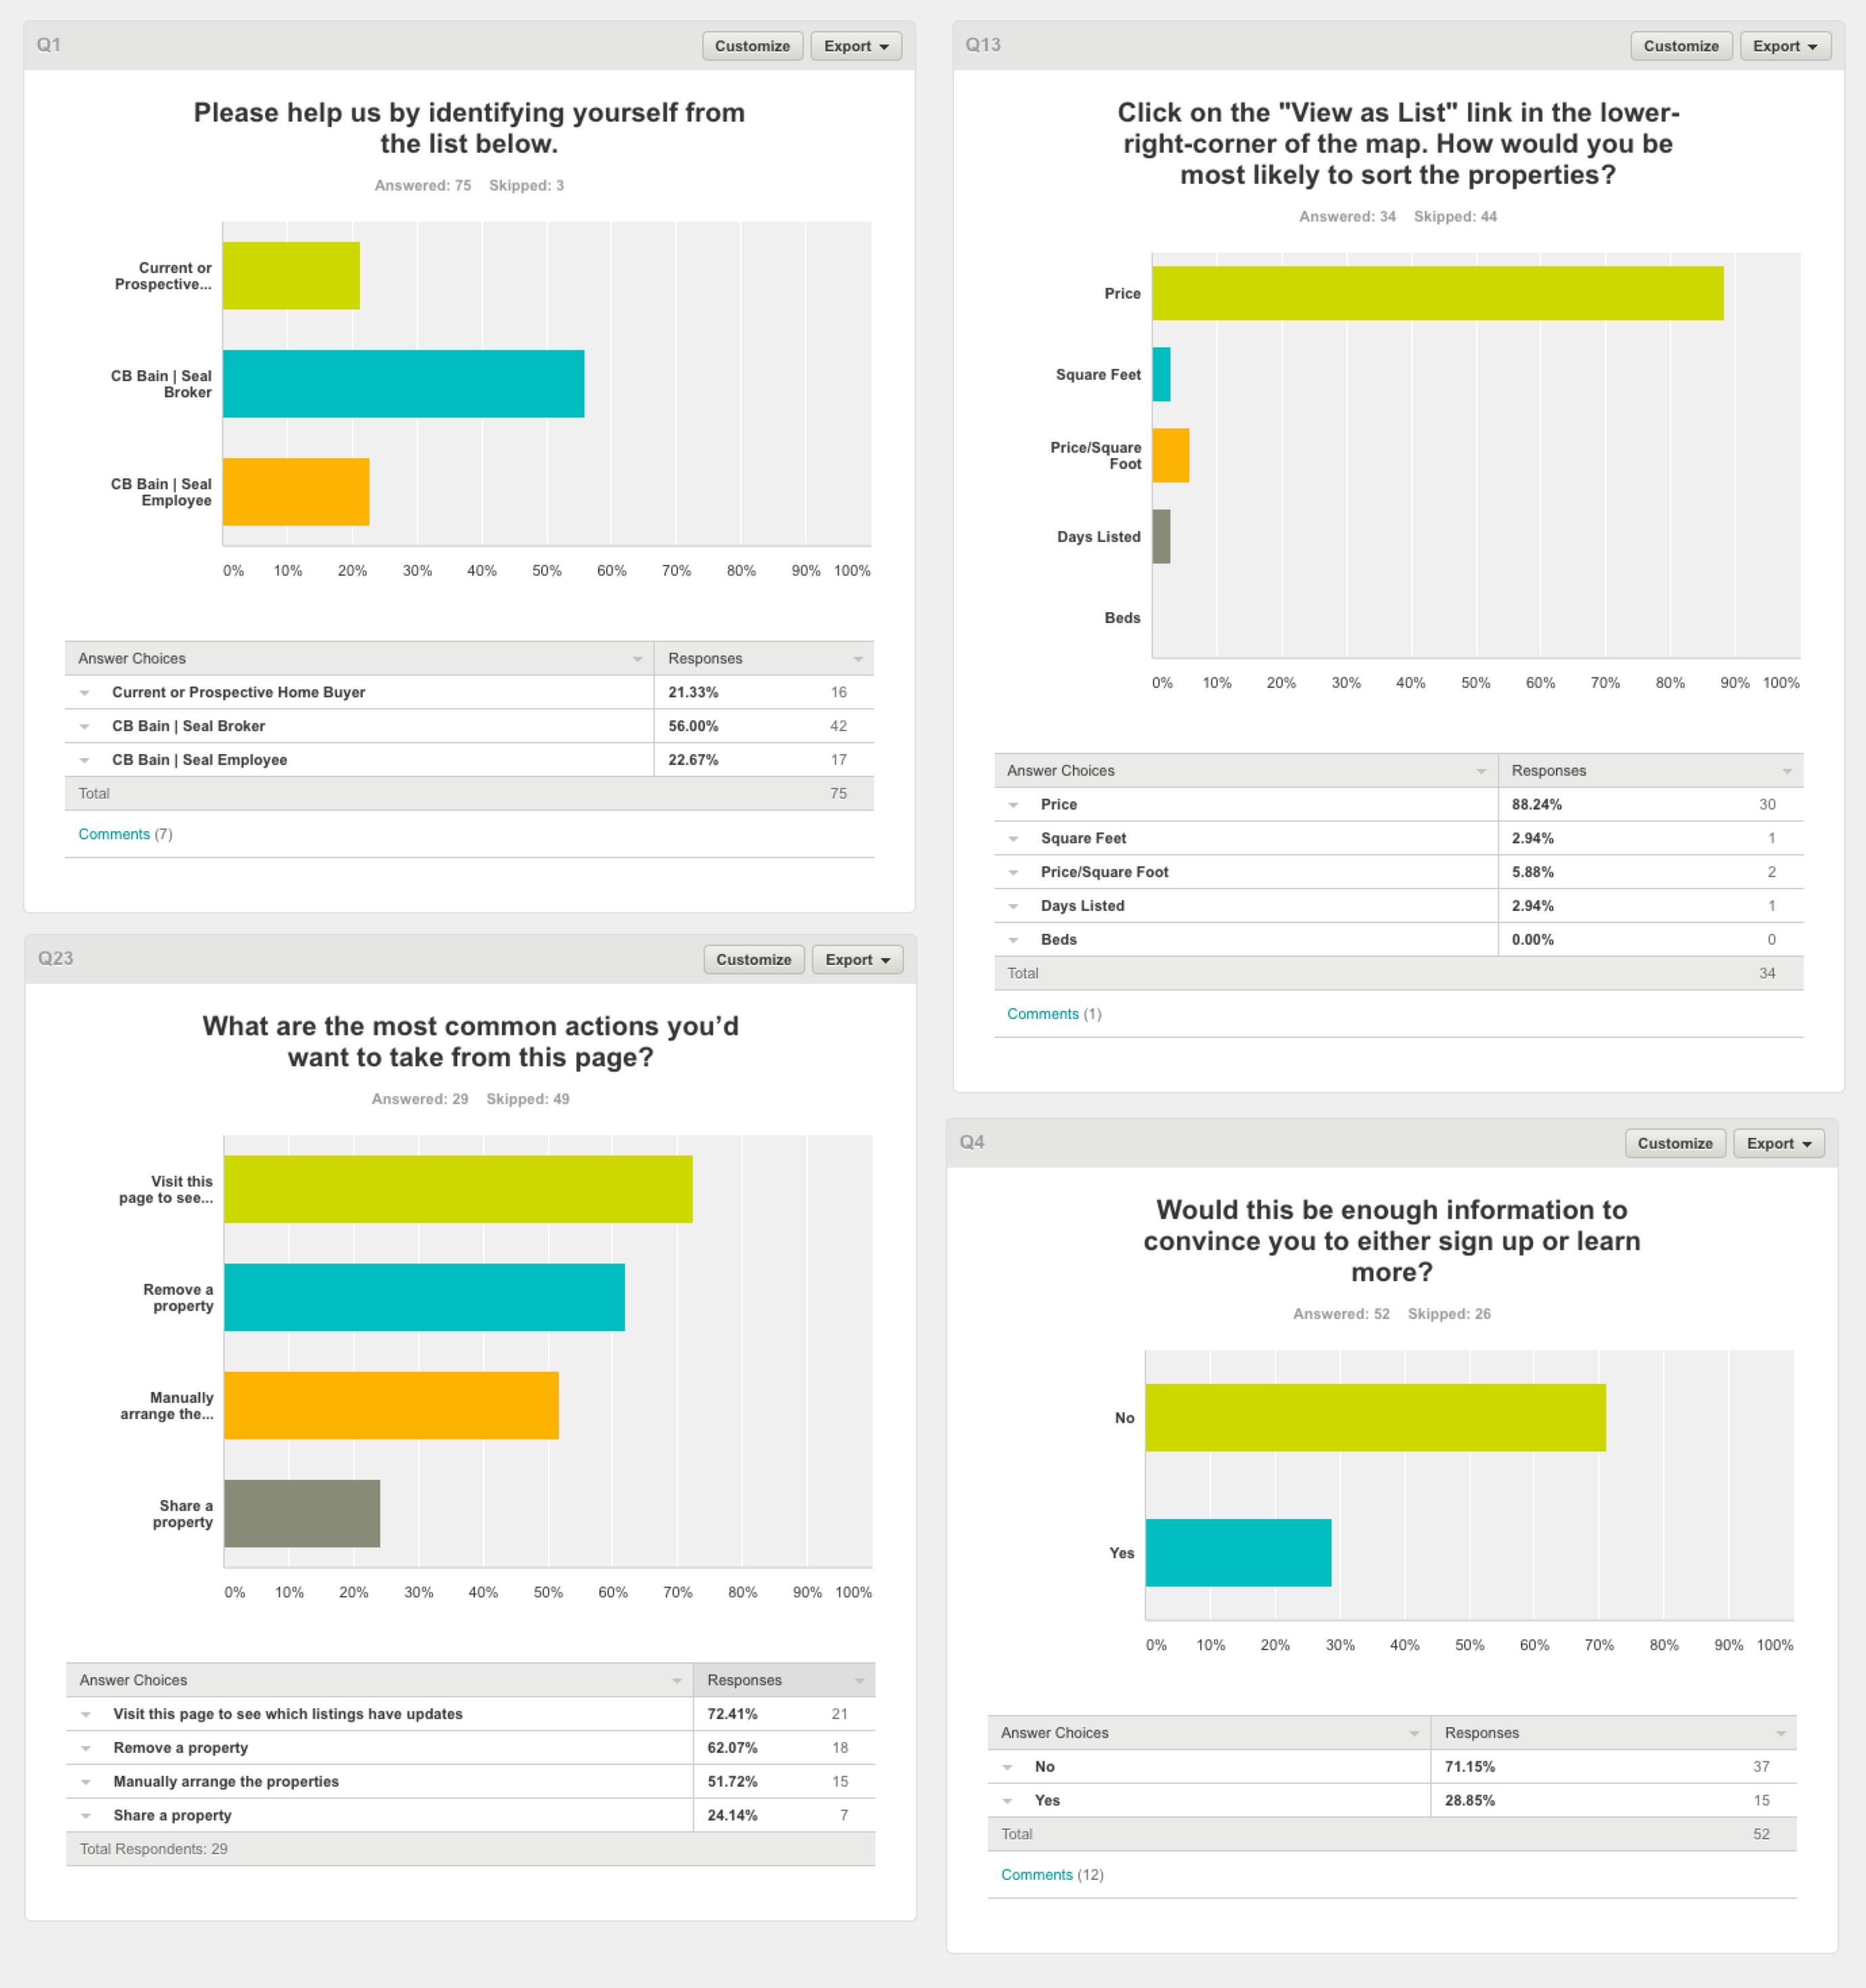 Q1
Customize Export
Please help us by identifying yourself from
the list below.
Answered: 75 Skipped: 3
Current or
Prospective...
CB Bain | Seal
Broker
CB Bain | Seal
Employee
0% 10% 20% 30% 40% 50% 60% 70% 80% 90% 100%
Answer Choices Responses
Current or Prospective Home Buyer 21.33% 16
CB Bain | Seal Broker 56.00% 42
CB Bain | Seal Employee 22.67% 17
Total 75
Comments (7)
Q13
Customize Export
Click on the "View as List" link in the lower-
right-corner of the map. How would you be
most likely to sort the properties?
Answered: 34 Skipped: 44
Price
Square Feet
Price/Square
Foot
Days Listed
Beds
0% 10% 20% 30% 40% 50% 60% 70% 80% 90% 100%
Answer Choices Responses
Price 88.24% 30
Square Feet 2.94% 1
Price/Square Foot 5.88% 2
Days Listed 2.94% 1
Beds 0.00% 0
Total 34
Comments (1)
Q23
Customize Export
What are the most common actions you’d
want to take from this page?
Answered: 29 Skipped: 49
Visit this
page to see...
Remove a
property
Manually
arrange the...
Share a
property
0% 10% 20% 30% 40% 50% 60% 70% 80% 90% 100%
Answer Choices Responses
Visit this page to see which listings have updates 72.41% 21
Remove a property 62.07% 18
Manually arrange the properties 51.72% 15
Share a property 24.14% 7
Total Respondents: 29
Q4
Customize Export
Would this be enough information to
convince you to either sign up or learn
more?
Answered: 52 Skipped: 26
No
Yes
0% 10% 20% 30% 40% 50% 60% 70% 80% 90% 100%
Answer Choices Responses
No 71.15% 37
Yes 28.85% 15
Total 52
Comments (12)